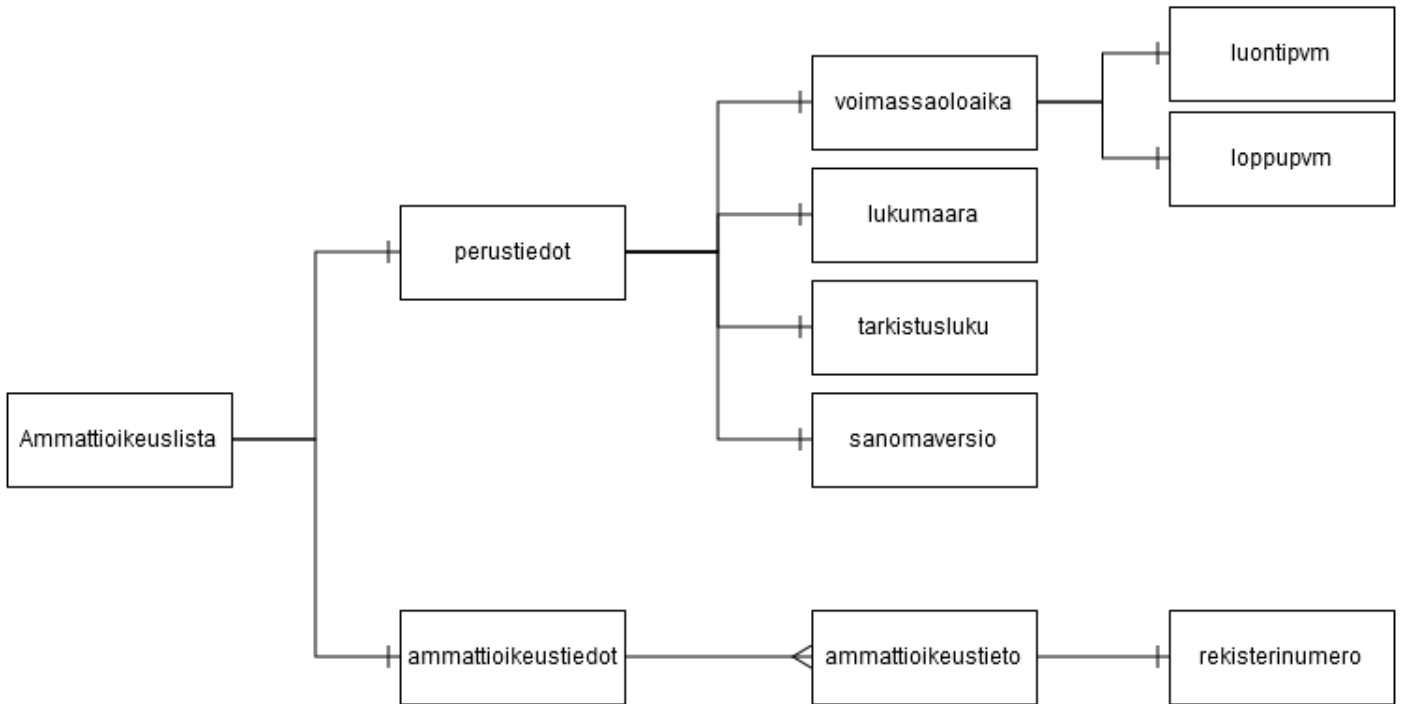 luontipvm
voimassaoloaika
loppupvm
lukumaara
perustiedot
tarkistusluku
Ammattioikeuslista
sanomaversio
ammattioikeustiedot
ammattioikeustieto
rekisterinumero